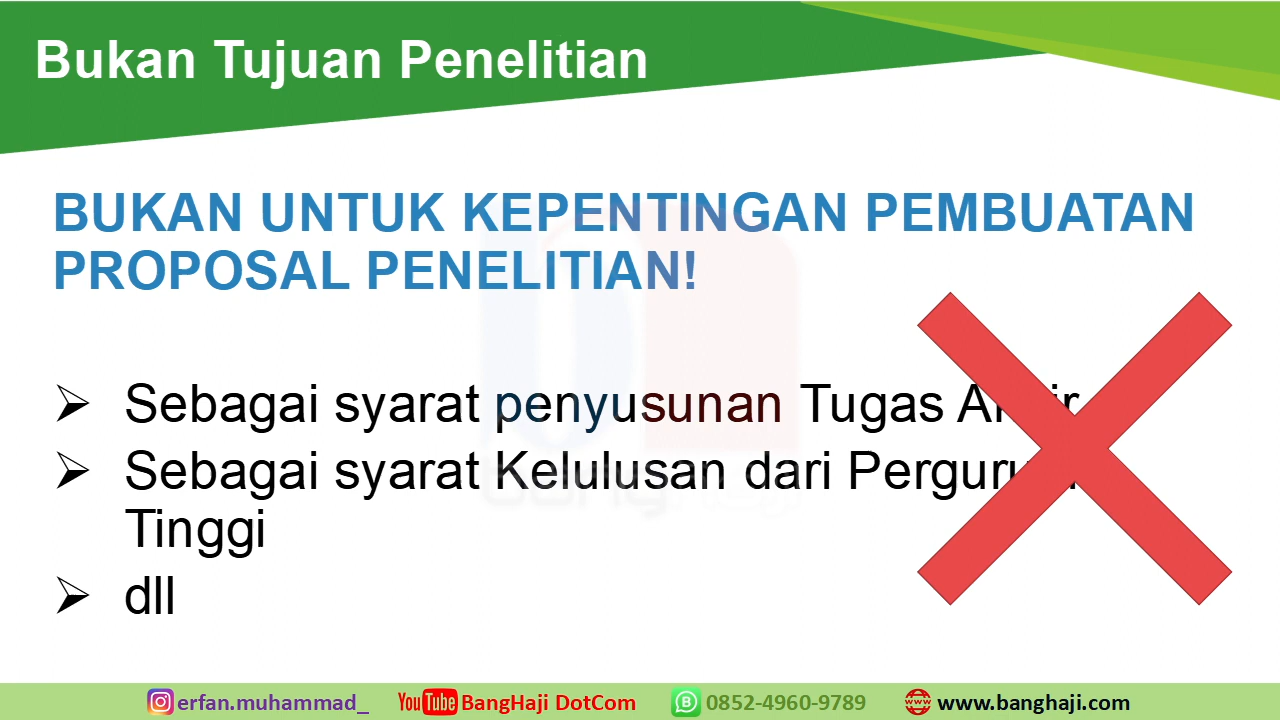 Bukan Tujuan Penelitian
BUKAN UNTUK KEPENTINGAN PEMBUATAN
PROPOSAL PENELITIAN!
Sebagai syarat penyusunan Tugas
Sebagai syarat Kelulusan dari
Tinggi
dll
erfan.muhammad_ YouTube BangHaji DotCom 0852-4960-9789 www.banghaji.com